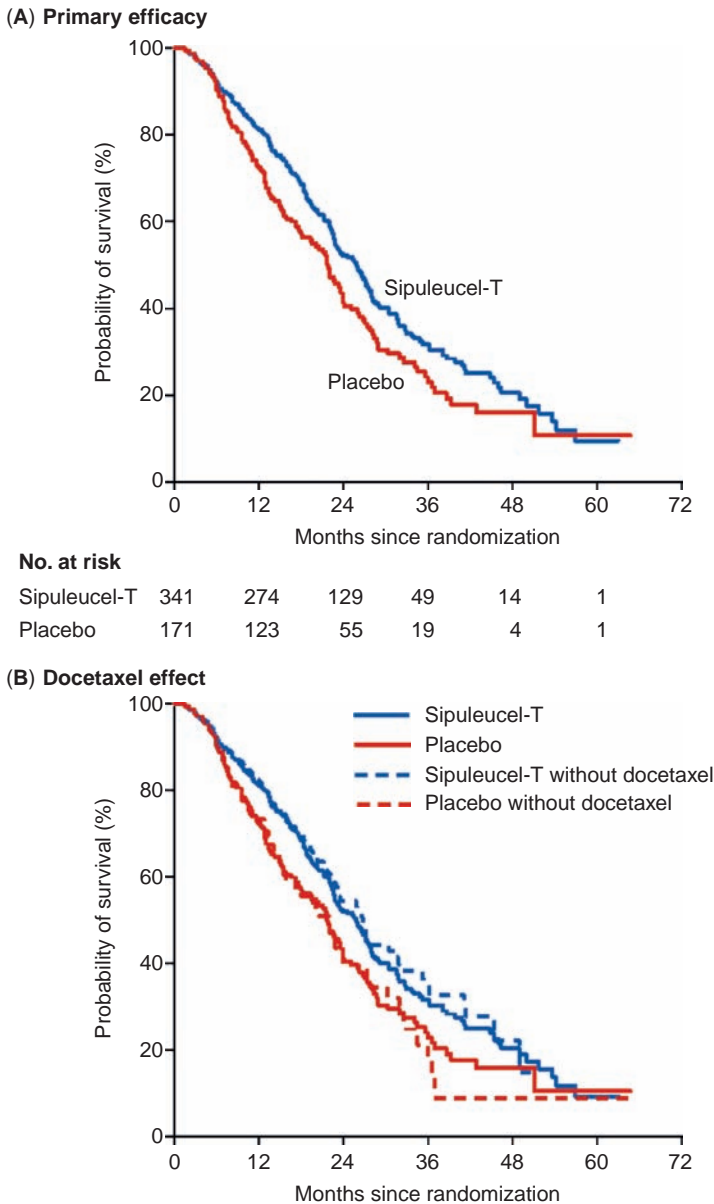 (A) Primary efficacy
100
80
60
40
20
0
Probability of survival (%)
Sipuleucel-T
Placebo
0 12 24 36 48 60 72
Months since randomization
No. at risk
Sipuleucel-T 341 274 129 49 14 1
Placebo 171 123 55 19 4 1
(B) Docetaxel effect
100
80
60
40
20
0
Probability of survival (%)
Sipuleucel-T
Placebo
Sipuleucel-T without docetaxel
Placebo without docetaxel
0 12 24 36 48 60 72
Months since randomization